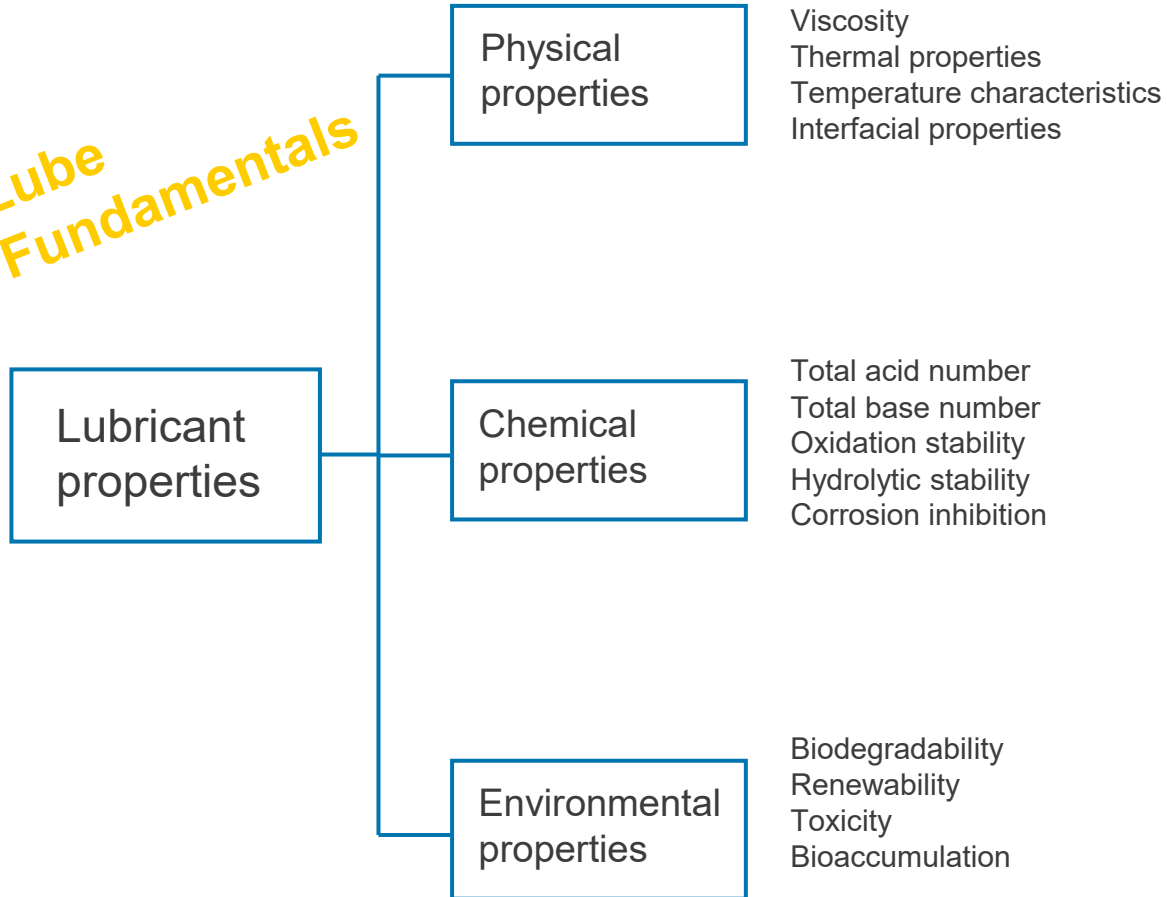 Lube
Fundamentals
Lubricant
properties
Physical
properties
Viscosity
Thermal properties
Temperature characteristics
Interfacial properties
Chemical
properties
Total acid number
Total base number
Oxidation stability
Hydrolytic stability
Corrosion inhibition
Environmental
properties
Biodegradability
Renewability
Toxicity
Bioaccumulation